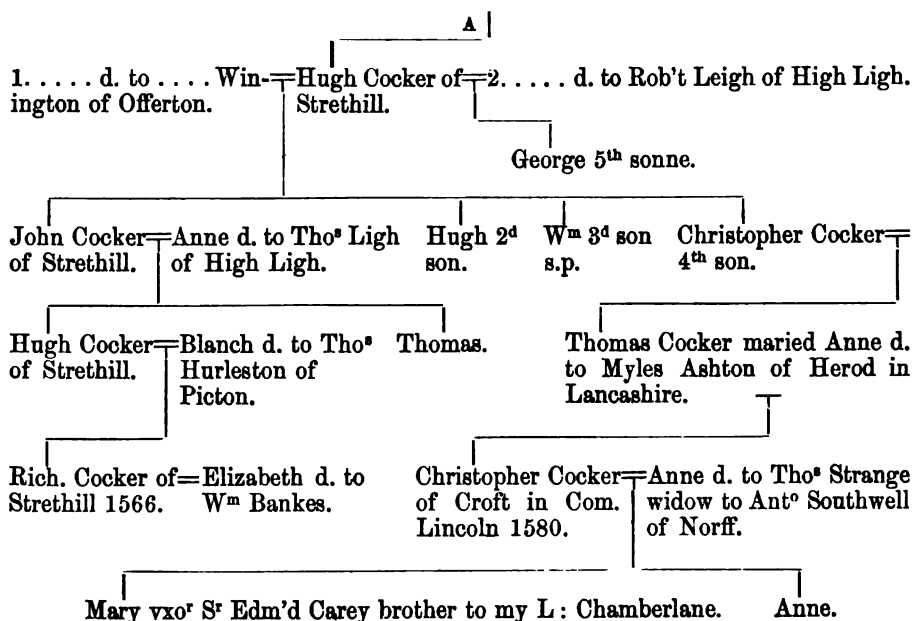 A
1. . . . . d. to . . . . Win- Hugh Cocker of 2. . . . . d. to Rob't Leigh of High Ligh.
ington of Offerton. Strethill.
George 5th sonne.
John Cocker Anne d. to Thos Ligh Hugh 2d Wm 3d son Christopher Cocker
of Strethill. of High Ligh. son. s.p. 4th son.
Hugh Cocker Blanch d. to Thos Thomas. Thomas Cocker maried Anne d.
of Strethill. Hurleston of to Myles Ashton of Herod in
Picton. Lancashire.
Rich. Cocker of = Elizabeth d. to Christopher Cocker Anne d. to Thos Strange
Strethill 1566. Wm Bankes. of Croft in Com. widow to Anto Southwell
Lincoln 1580. of Norff.
Mary vxor Sr Edm'd Carey brother to my L : Chamberlane. Anne.